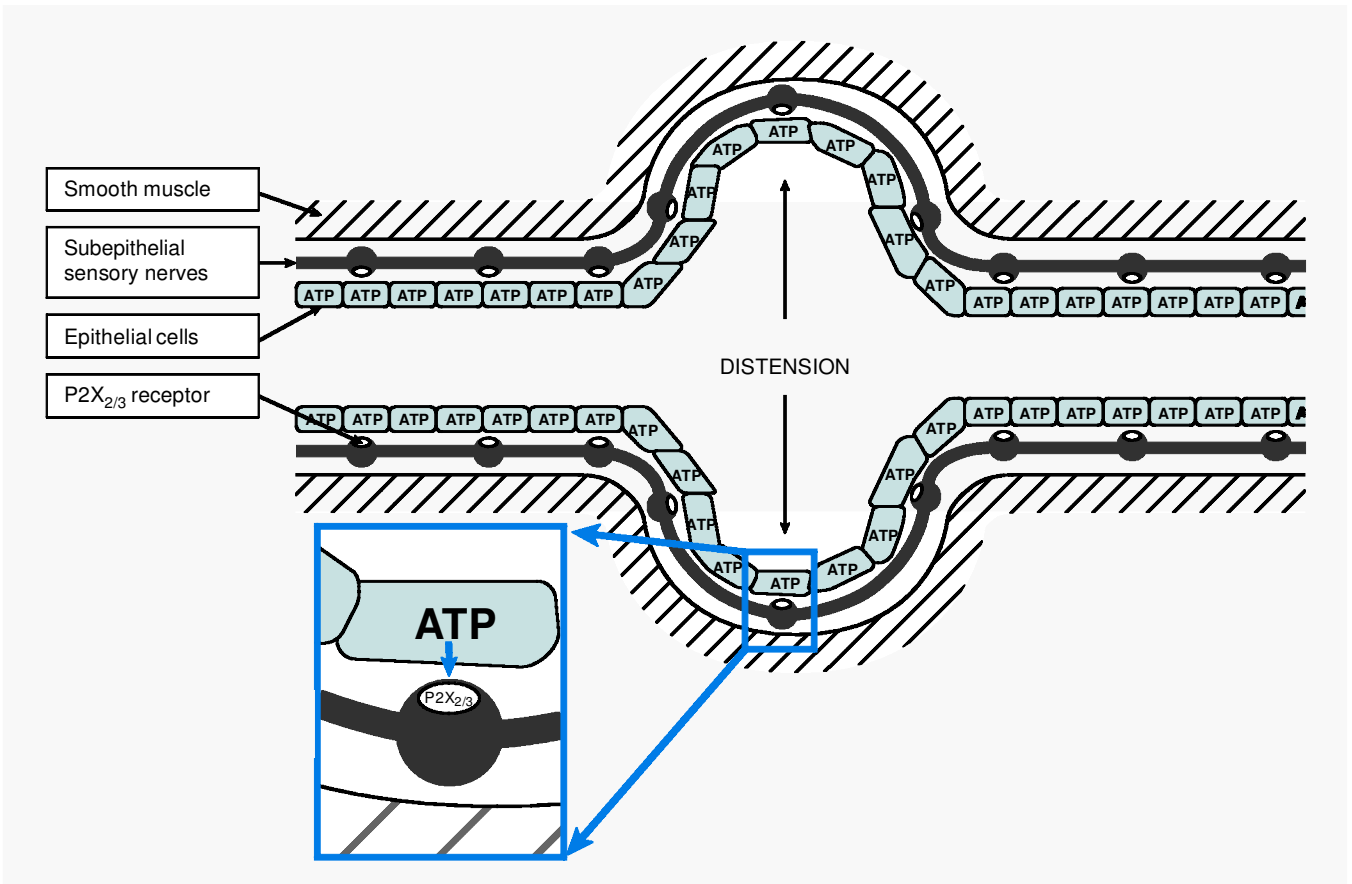 ATP
ATP ATP
ATP ATP
Smooth muscle
ATP ATP
Subepithelial
sensory nerves
ATP ATP
ATP ATP ATP ATP ATP ATP ATP
ATP ATP ATP ATP ATP ATP ATP
Epithelial cells
DISTENSION
P2X2/3 receptor
ATP ATP ATP ATP ATP ATP ATP
ATP ATP ATP ATP ATP ATP ATP
ATP ATP
ATP ATP
ATP ATP
ATP ATP
ATP
ATP
P2X2/3